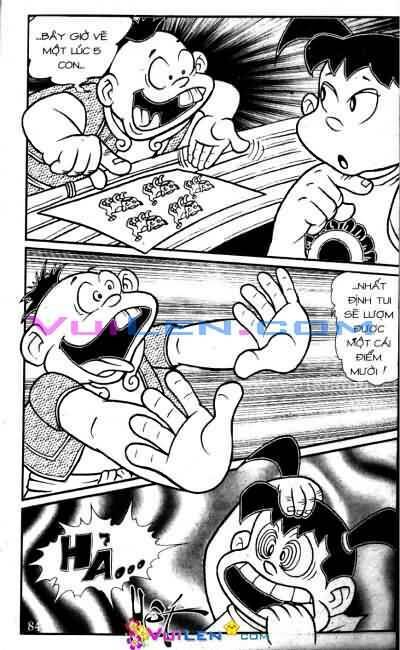 ..BÂY GIỜ VẼ
MỘT LÚC 5
CON...
...NHẤT
ĐỊNH TUI
SẼ LƯỢM
ĐƯỢC
MỘT CÁI
ĐIỂM
MƯỜI !
VuiLen.com
HẢ...
84
VuiLen
.COM